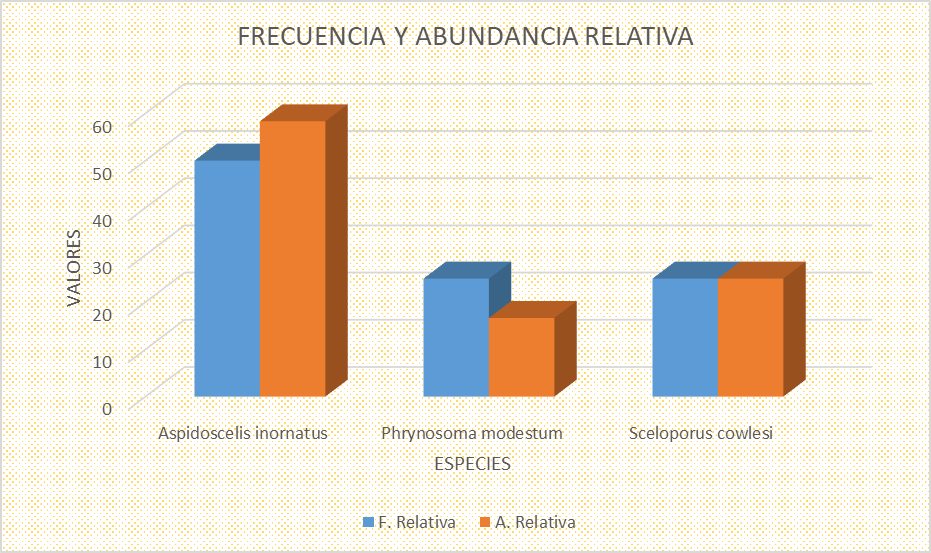 FRECUENCIA Y ABUNDANCIA RELATIVA
60
50
40
30
20
10
0
VALORES
Aspidoscelis inornatus Phrynosoma modestum Sceloporus cowlesi
ESPECIES
F. Relativa A. Relativa